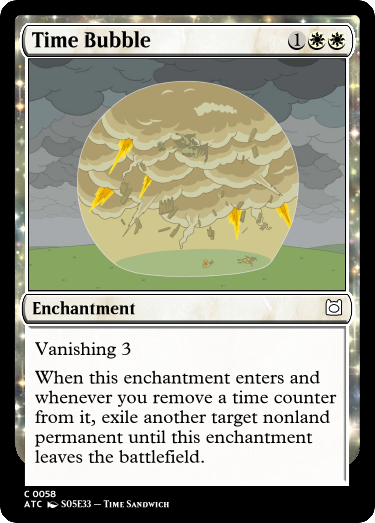 Time Bubble 1
Enchantment
Vanishing 3
When this enchantment enters and
whenever you remove a time counter
from it, exile another target nonland
permanent until this enchantment
leaves the battlefield.
C 0058
ATC S05E33 – Time Sandwich